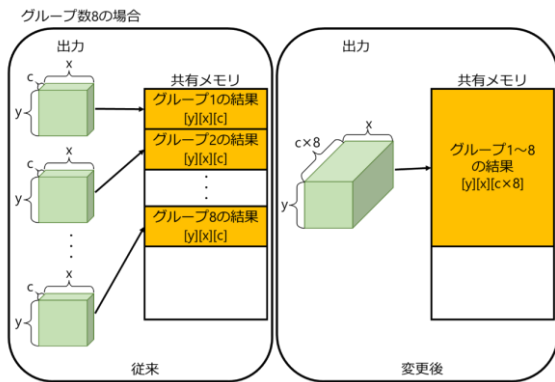 グループ数8の場合
出力
x
c
y
共有メモリ
グループ1の結果
[y][x][c]
グループ2の結果
[y][x][c]
x
c
y
グループ8の結果
[y][x][c]
x
c
y
従来
出力
共有メモリ
x
c×8
y
グループ1～8
の結果
[y][x][c×8]
変更後